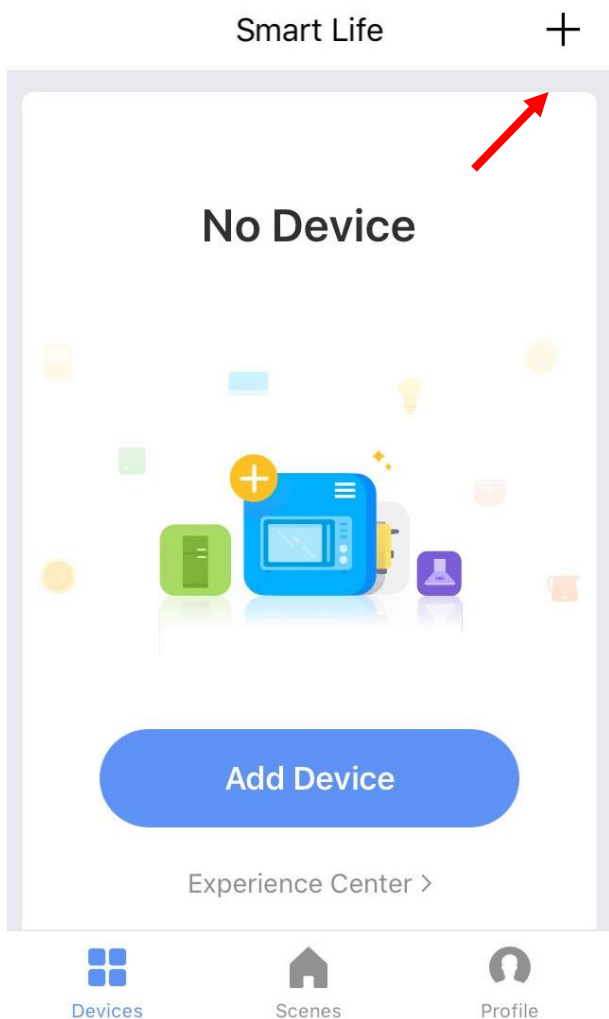 Smart Life
No Device
Add Device
Experience Center >
Devices
Scenes
Profile